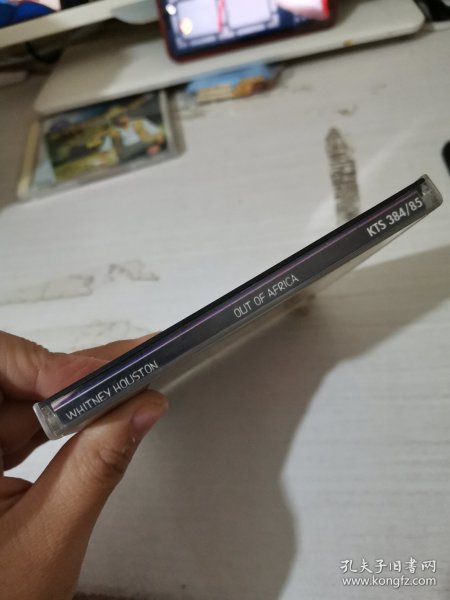 WHITNEY HOUSTON
OUT OF AFRICA
KTS 384/85
孔夫子旧书网
www.kongfz.com